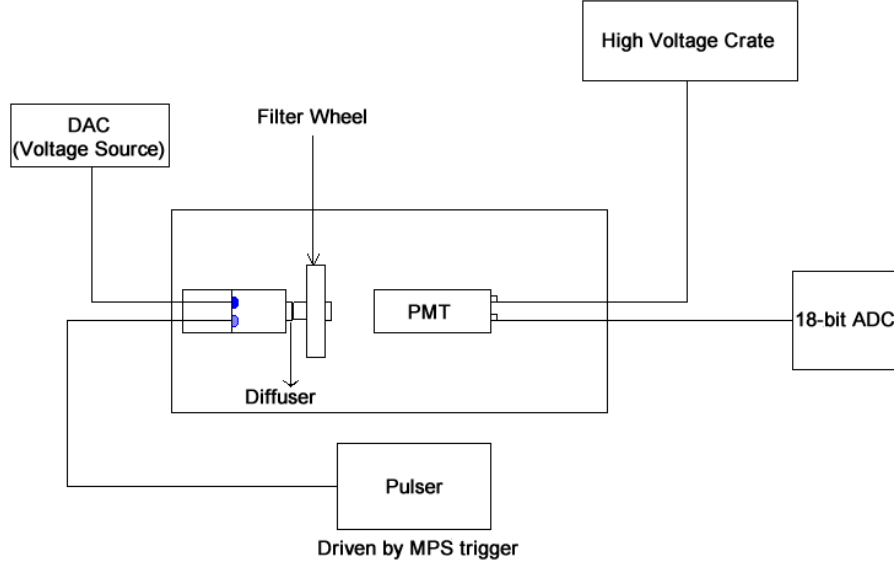 High Voltage Crate
DAC
(Voltage Source)
Filter Wheel
PMT
18-bit ADC
Diffuser
Pulser
Driven by MPS trigger